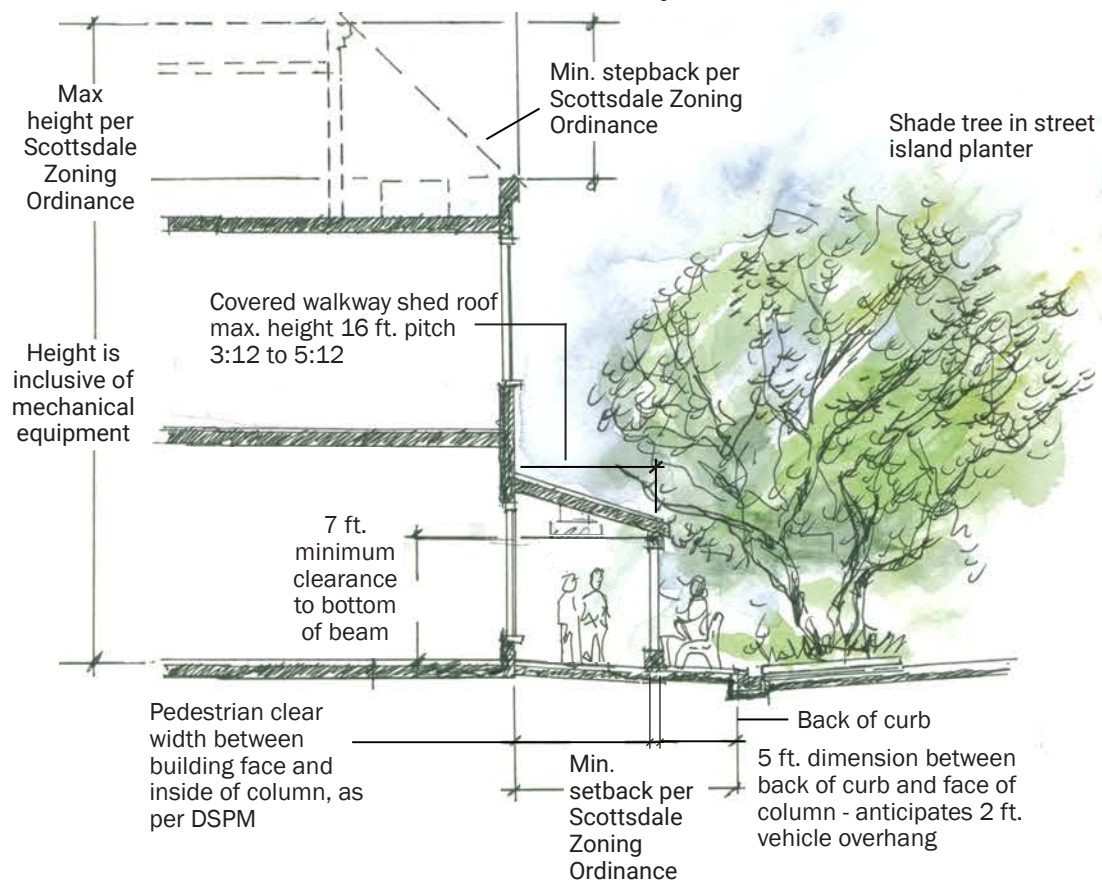 Max
height per
Scottsdale
Zoning
Ordinance
Min. stepback per
Scottsdale Zoning
Ordinance
Shade tree in street
island planter
Covered walkway shed roof
max. height 16 ft. pitch
3:12 to 5:12
Height is
inclusive of
mechanical
equipment
7 ft.
minimum
clearance
to bottom
of beam
Pedestrian clear
width between
building face and
inside of column, as
per DSPM
Min.
setback per
Scottsdale
Zoning
Ordinance
Back of curb
5 ft. dimension between
back of curb and face of
column - anticipates 2 ft.
vehicle overhang